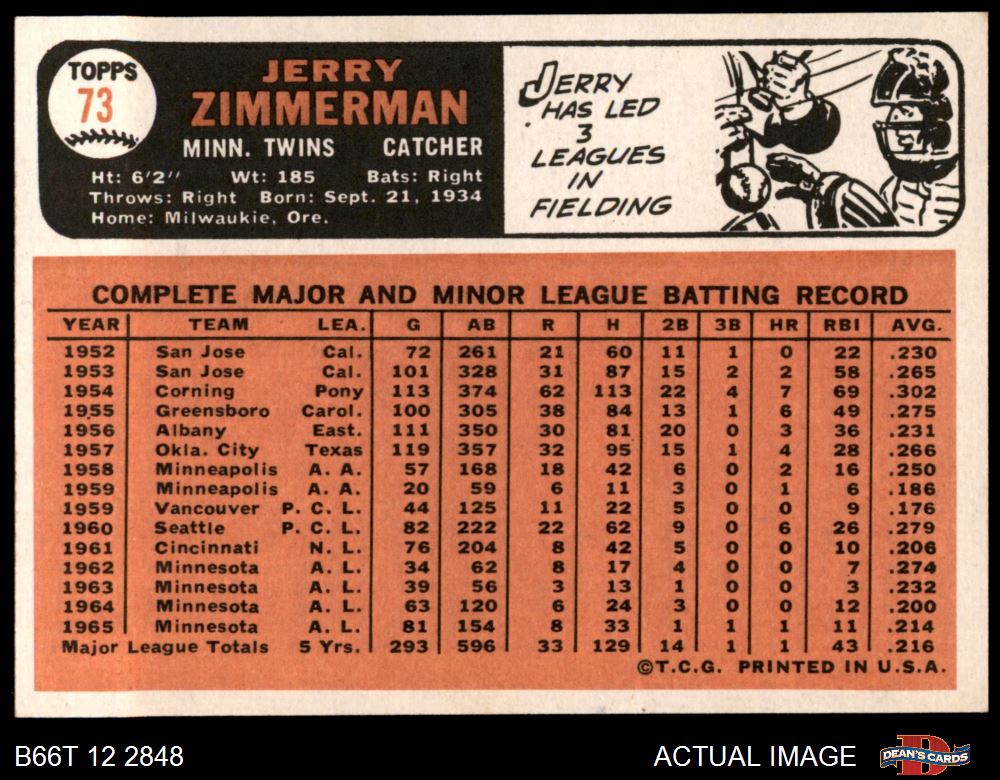 TOPPS
73
JERRY
ZIMMERMAN
MINN. TWINS CATCHER
Ht: 6'2" Wt: 185 Bats: Right
Throws: Right Born: Sept. 21, 1934
Home: Milwaukie, Ore.
JERRY
HAS LED
3
LEAGUES
IN
FIELDING
COMPLETE MAJOR AND MINOR LEAGUE BATTING RECORD
YEAR TEAM LEA. G AB R H 2B 3B HR RBI AVG.
1952 San Jose Cal. 72 261 21 60 11 1 0 22 .230
1953 San Jose Cal. 101 328 31 87 15 2 2 58 .265
1954 Corning Pony 113 374 62 113 22 4 7 69 .302
1955 Greensboro Carol. 100 305 38 84 13 1 6 49 .275
1956 Albany East. 111 350 30 81 20 0 3 36 .231
1957 Okla. City Texas 119 357 32 95 15 1 4 28 .266
1958 Minneapolis A. A. 57 168 18 42 6 0 2 16 .250
1959 Minneapolis A. A. 20 59 6 11 3 0 1 6 .186
1959 Vancouver P. C. L. 44 125 11 22 5 0 0 9 .176
1960 Seattle P. C. L. 82 222 22 62 9 0 6 26 .279
1961 Cincinnati N. L. 76 204 8 42 5 0 0 10 .206
1962 Minnesota A. L. 34 62 8 17 4 0 0 7 .274
1963 Minnesota A. L. 39 56 3 13 1 0 0 3 .232
1964 Minnesota A. L. 63 120 6 24 3 0 0 12 .200
1965 Minnesota A. L. 81 154 8 33 1 1 1 11 .214
Major League Totals 5 Yrs. 293 596 33 129 14 1 1 43 .216
©T.C.G. PRINTED IN U.S.A.
B66T 12 2848 ACTUAL IMAGE DEAN'S CARDS